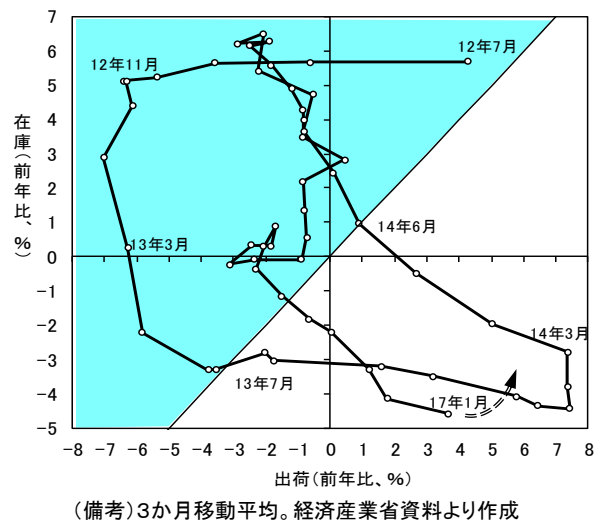 7
6
5
4
3
2
1
0
-1
-2
-3
-4
-5
在庫(前年比、%)
12年11月
12年7月
13年3月
14年6月
14年3月
13年7月
17年1月
-8 -7 -6 -5 -4 -3 -2 -1 0 1 2 3 4 5 6 7 8
出荷(前年比、%)
(備考)3か月移動平均。経済産業省資料より作成